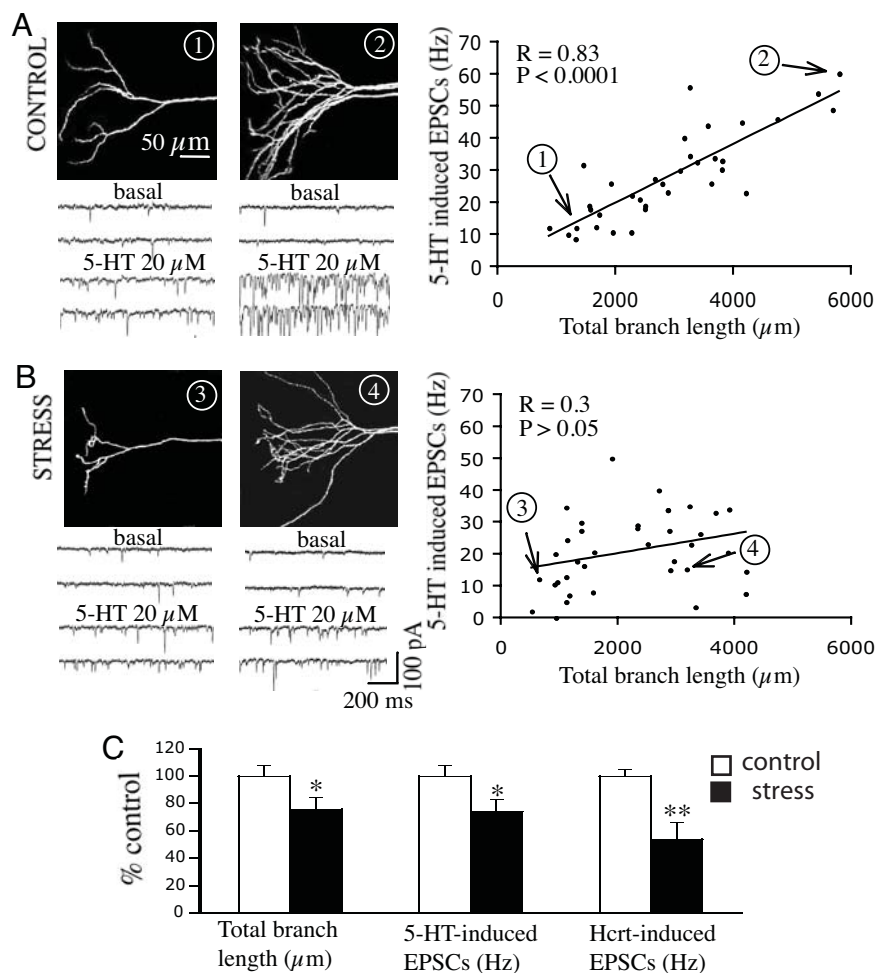 A
CONTROL
1
2
50 µm
basal
basal
5-HT 20 µM
5-HT 20 µM
5-HT induced EPSCs (Hz)
70
60
50
40
30
20
10
0
R = 0.83
P < 0.0001
1
2
0
2000
4000
6000
Total branch length (µm)
B
STRESS
3
4
basal
basal
5-HT 20 µM
5-HT 20 µM
100 pA
200 ms
5-HT induced EPSCs (Hz)
70
60
50
40
30
20
10
0
R = 0.3
P > 0.05
3
4
0
2000
4000
6000
Total branch length (µm)
C
% control
120
100
80
60
40
20
0
*
*
**
control
stress
Total branch
length (µm)
5-HT-induced
EPSCs (Hz)
Hcrt-induced
EPSCs (Hz)